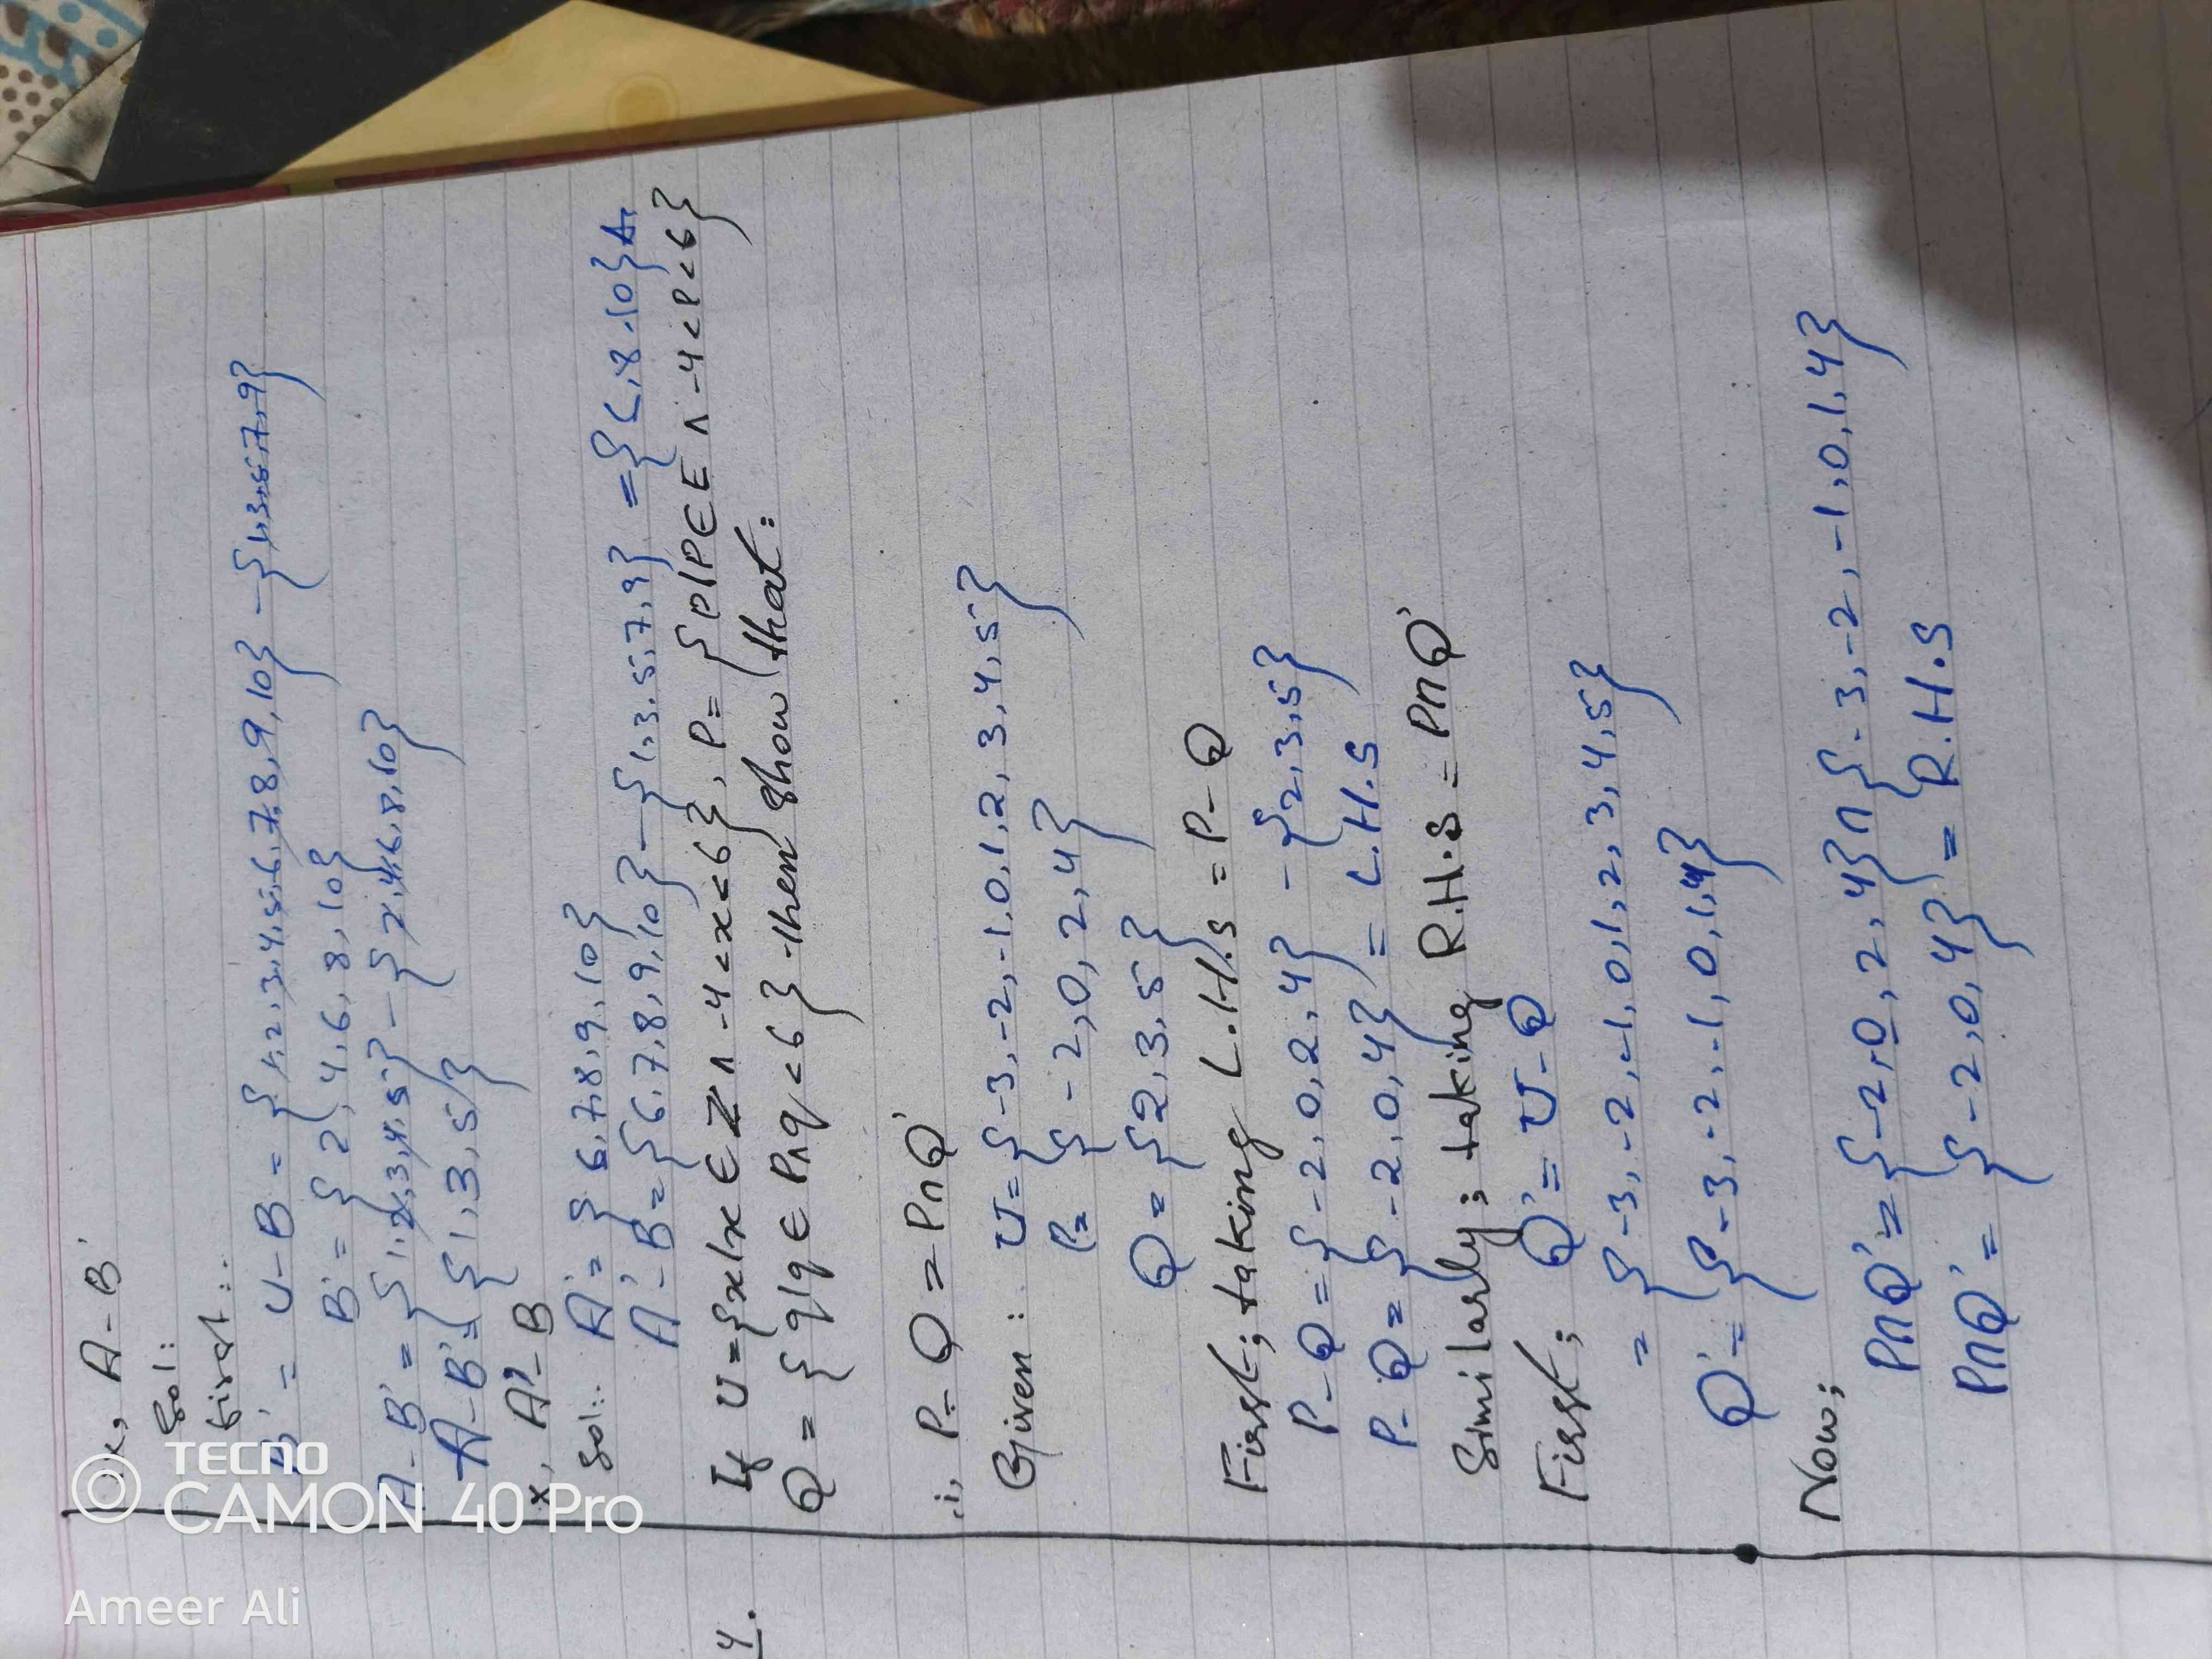 ix, A - B'
Sol:
first:.
B' = U - B = {1,2,3,4,5,6,7,8,9,10} - {1,3,5,7,9}
B' = {2,4,6,8,10}
A - B' = {1,2,3,4,5} - {2,4,6,8,10}
A - B' = {1,3,5}
x, A' - B
Sol:.
A' = {6,7,8,9,10}
A' - B = {6,7,8,9,10} - {1,3,5,7,9} = {6,8,10}
4. If U = {x|x ∈ Z ∧ -4 < x < 6}, P = {P|P ∈ E ∧ -4 < P < 6}
Q = {q|q ∈ P ∧ q < 6} then show that:
i, P - Q = P ∩ Q'
Given: U = {-3,-2,-1,0,1,2,3,4,5}
P = {-2,0,2,4}
Q = {2,3,5}
First; taking L.H.S = P - Q
P - Q = {-2,0,2,4} - {2,3,5}
P - Q = {-2,0,4} = L.H.S
Similarly; taking R.H.S = P∩Q'
First; Q' = U - Q
= {-3,-2,-1,0,1,2,3,4,5}
Q' = {-3,-2,-1,0,1,4}
Now;
P∩Q' = {-2,0,2,4} ∩ {-3,-2,-1,0,1,4}
P∩Q' = {-2,0,4} = R.H.S
TECNO
CAMON 40 Pro
Ameer Ali